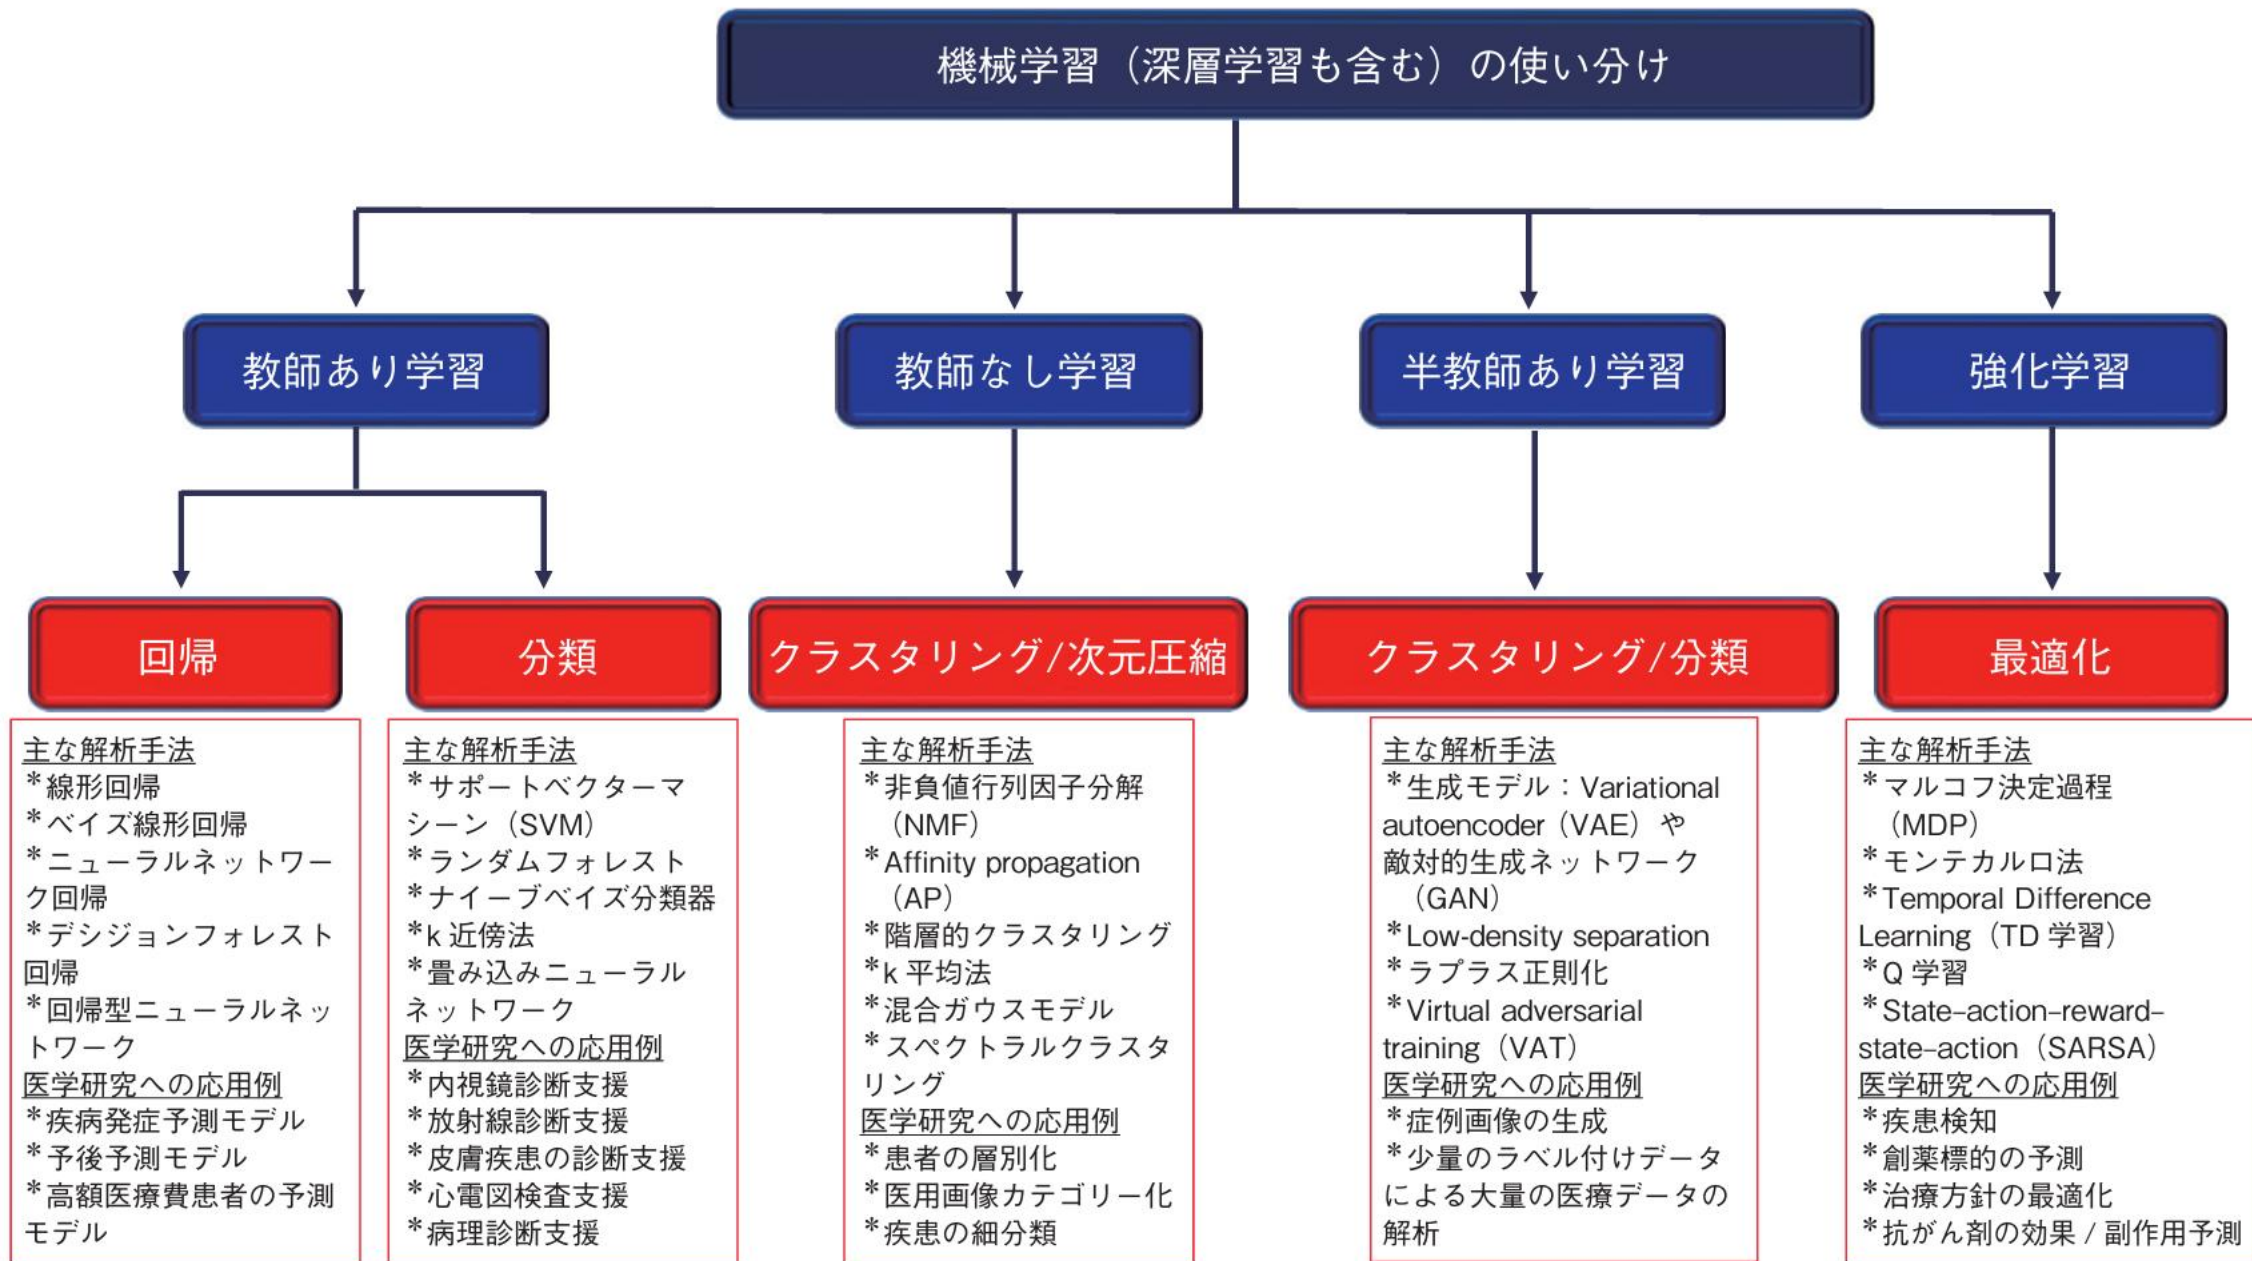 機械学習（深層学習も含む）の使い分け
教師あり学習
教師なし学習
半教師あり学習
強化学習
回帰
分類
クラスタリング/次元圧縮
クラスタリング/分類
最適化
主な解析手法
*線形回帰
*ベイズ線形回帰
*ニューラルネットワー
ク回帰
*デシジョンフォレスト
回帰
*回帰型ニューラルネッ
トワーク
医学研究への応用例
*疾病発症予測モデル
*予後予測モデル
*高額医療費患者の予測
モデル
主な解析手法
*サポートベクターマ
シーン（SVM）
*ランダムフォレスト
*ナイーブベイズ分類器
*k 近傍法
*畳み込みニューラル
ネットワーク
医学研究への応用例
*内視鏡診断支援
*放射線診断支援
*皮膚疾患の診断支援
*心電図検査支援
*病理診断支援
主な解析手法
*非負値行列因子分解
（NMF）
*Affinity propagation
（AP）
*階層的クラスタリング
*k 平均法
*混合ガウスモデル
*スペクトラルクラスタ
リング
医学研究への応用例
*患者の層別化
*医用画像カテゴリー化
*疾患の細分類
主な解析手法
*生成モデル：Variational
autoencoder（VAE）や
敵対的生成ネットワーク
（GAN）
*Low-density separation
*ラプラス正則化
*Virtual adversarial
training（VAT）
医学研究への応用例
*症例画像の生成
*少量のラベル付けデータ
による大量の医療データの
解析
主な解析手法
*マルコフ決定過程
（MDP）
*モンテカルロ法
*Temporal Difference
Learning（TD 学習）
*Q 学習
*State–action–reward–
state–action（SARSA）
医学研究への応用例
*疾患検知
*創薬標的の予測
*治療方針の最適化
*抗がん剤の効果 / 副作用予測